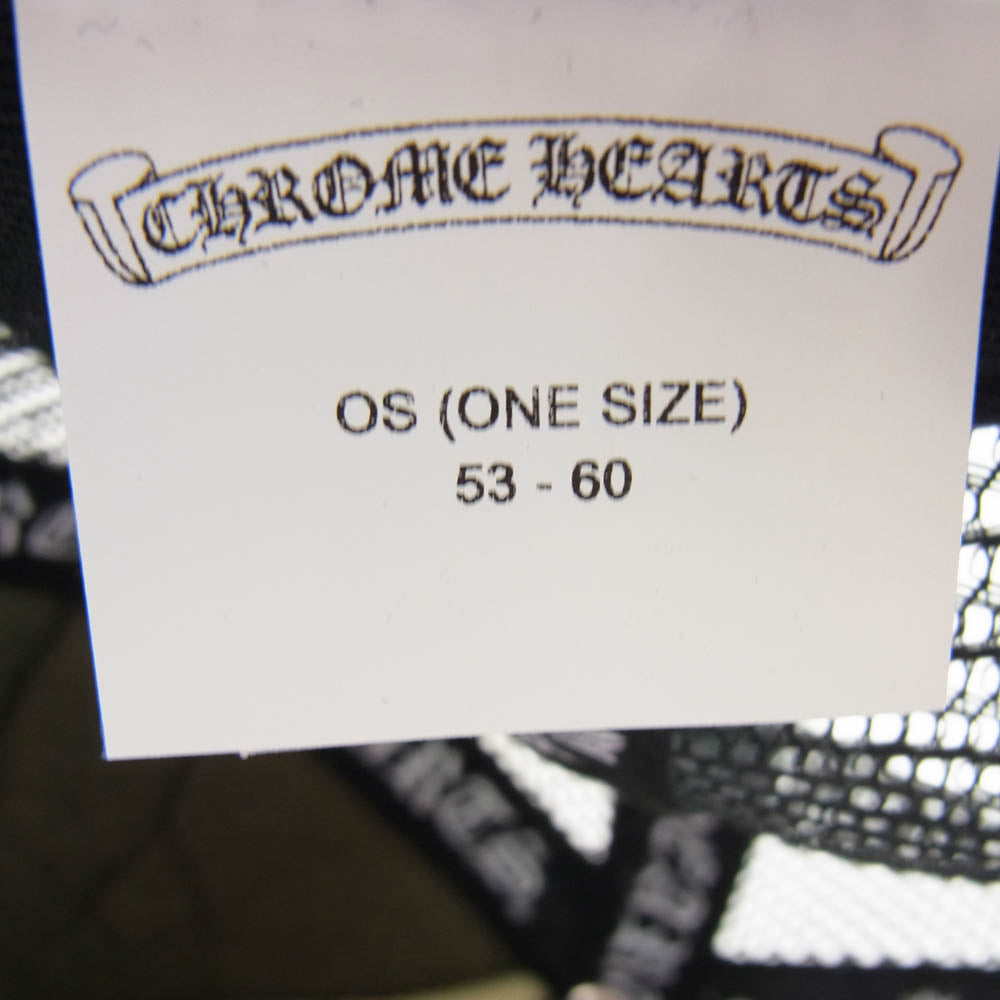 CHROME HEARTS
OS (ONE SIZE)
53 - 60